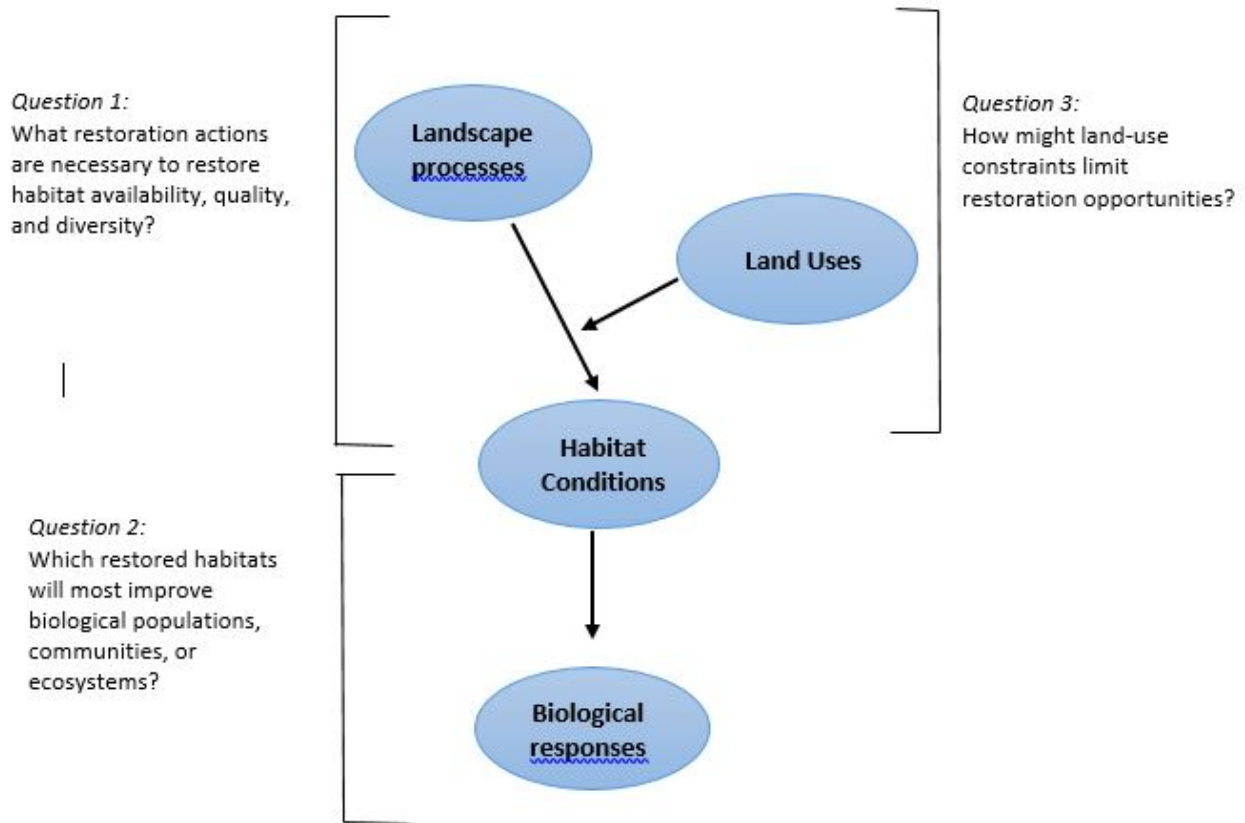 Question 1:
What restoration actions
are necessary to restore
habitat availability, quality,
and diversity?
Landscape
processes
Question 3:
How might land-use
constraints limit
restoration opportunities?
Land Uses
Habitat
Conditions
Question 2:
Which restored habitats
will most improve
biological populations,
communities, or
ecosystems?
Biological
responses